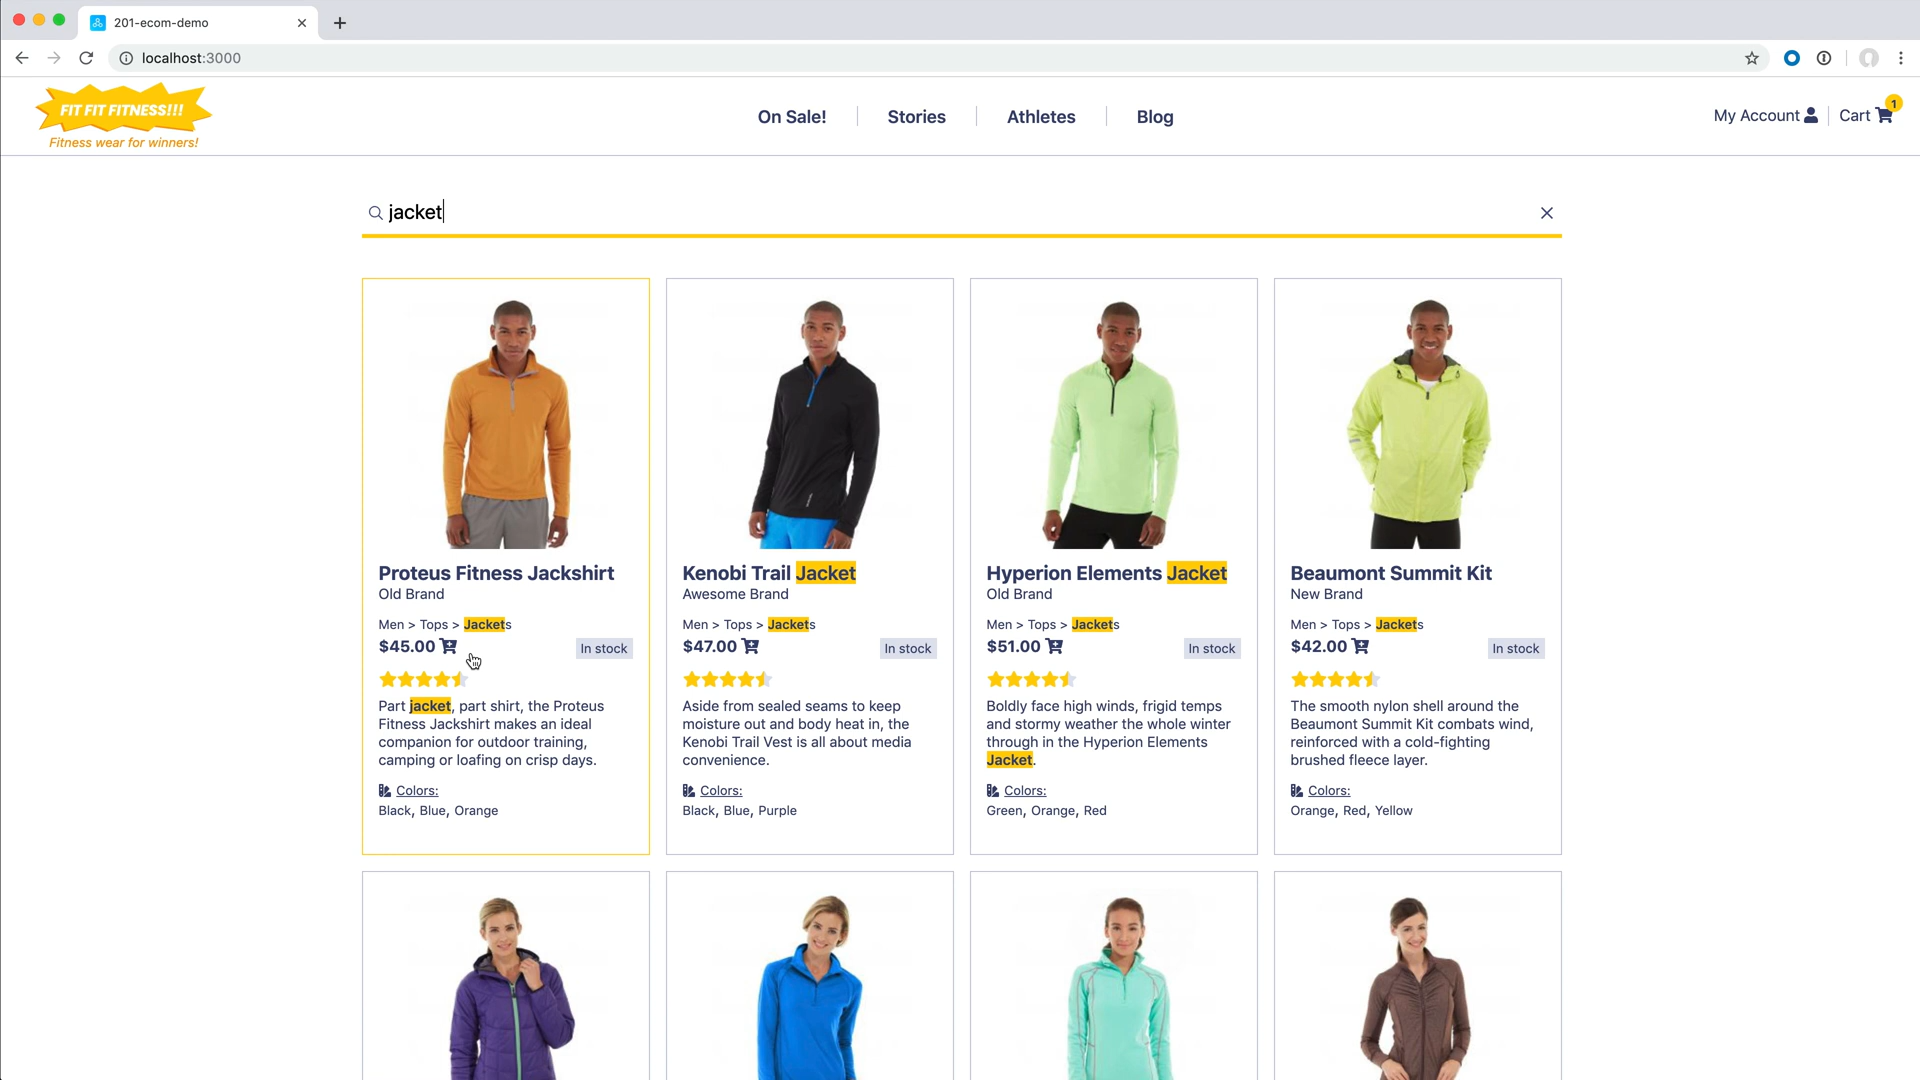 201-ecom-demo
localhost:3000
FIT FIT FITNESS!!!
Fitness wear for winners!
On Sale!
Stories
Athletes
Blog
My Account
Cart
1
jacket
Proteus Fitness Jackshirt
Old Brand
Men > Tops > Jackets
$45.00
In stock
Part jacket, part shirt, the Proteus
Fitness Jackshirt makes an ideal
companion for outdoor training,
camping or loafing on crisp days.
Colors:
Black, Blue, Orange
Kenobi Trail Jacket
Awesome Brand
Men > Tops > Jackets
$47.00
In stock
Aside from sealed seams to keep
moisture out and body heat in, the
Kenobi Trail Vest is all about media
convenience.
Colors:
Black, Blue, Purple
Hyperion Elements Jacket
Old Brand
Men > Tops > Jackets
$51.00
In stock
Boldly face high winds, frigid temps
and stormy weather the whole winter
through in the Hyperion Elements
Jacket.
Colors:
Green, Orange, Red
Beaumont Summit Kit
New Brand
Men > Tops > Jackets
$42.00
In stock
The smooth nylon shell around the
Beaumont Summit Kit combats wind,
reinforced with a cold-fighting
brushed fleece layer.
Colors:
Orange, Red, Yellow